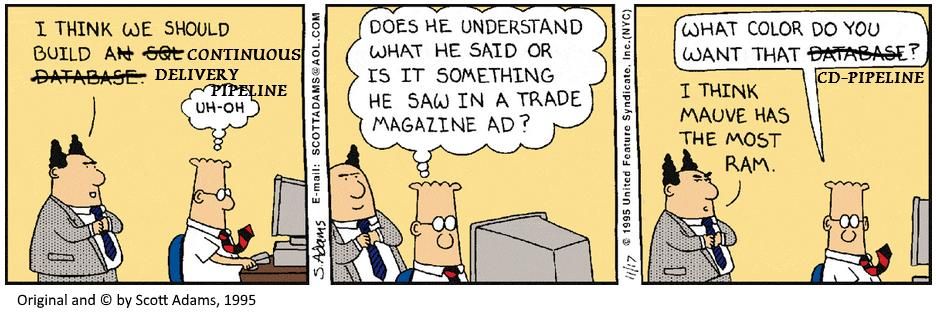 I THINK WE SHOULD
BUILD AN SQL CONTINUOUS
DATABASE. DELIVERY
PIPELINE
UH-OH
S. Adams
E-mail: SCOTTADAMS@AOL.COM
DOES HE UNDERSTAND
WHAT HE SAID OR
IS IT SOMETHING
HE SAW IN A TRADE
MAGAZINE AD?
11/17 © 1995 United Feature Syndicate, Inc.(NYC)
WHAT COLOR DO YOU
WANT THAT DATABASE?
CD-PIPELINE
I THINK
MAUVE HAS
THE MOST
RAM.
Original and © by Scott Adams, 1995